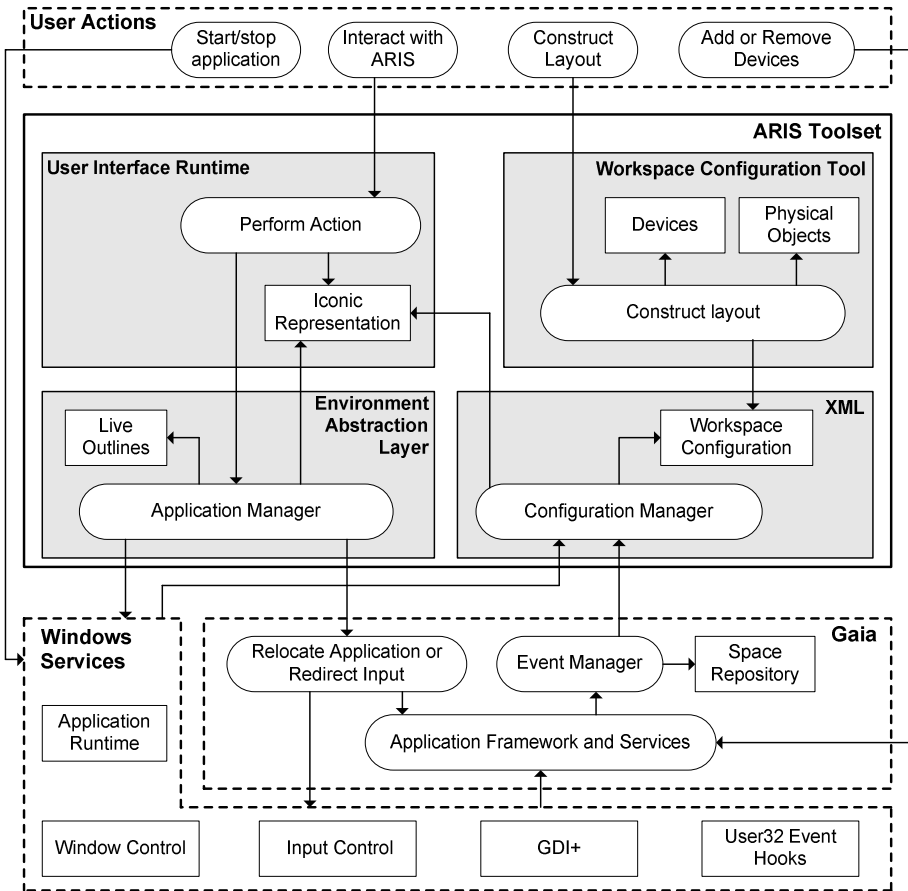 User Actions
Start/stop
application
Interact with
ARIS
Construct
Layout
Add or Remove
Devices
ARIS Toolset
User Interface Runtime
Perform Action
Iconic
Representation
Workspace Configuration Tool
Devices
Physical
Objects
Construct layout
Environment
Abstraction
Layer
Live
Outlines
Application Manager
XML
Workspace
Configuration
Configuration Manager
Windows
Services
Application
Runtime
Gaia
Relocate Application or
Redirect Input
Event Manager
Space
Repository
Application Framework and Services
Window Control
Input Control
GDI+
User32 Event
Hooks